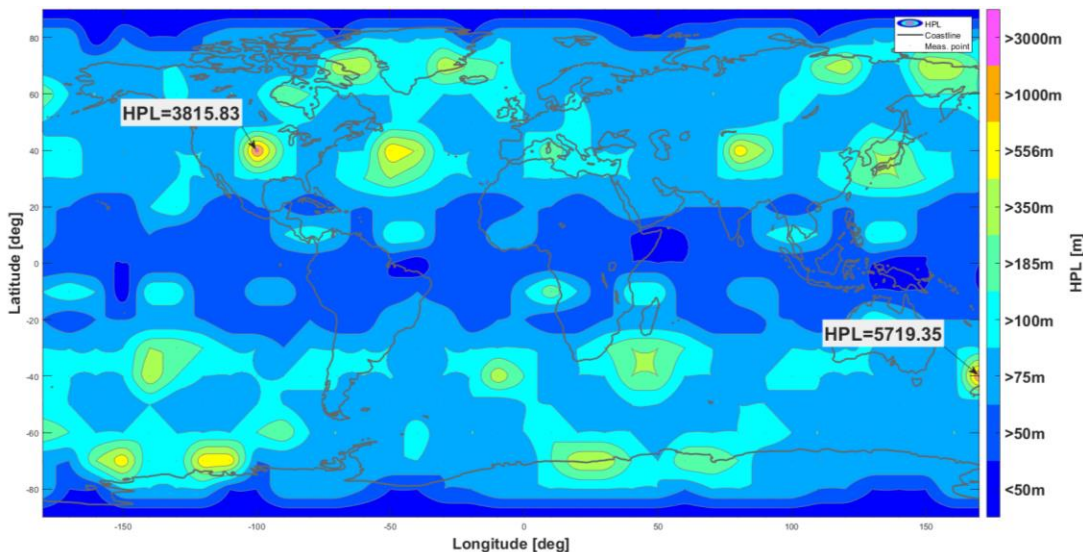 HPL
Coastline
Meas. point
HPL=3815.83
HPL=5719.35
80
60
40
20
0
-20
-40
-60
-80
Latitude [deg]
-150
-100
-50
0
50
100
150
Longitude [deg]
>3000m
>1000m
>556m
>350m
>185m
>100m
>75m
>50m
<50m
HPL [m]